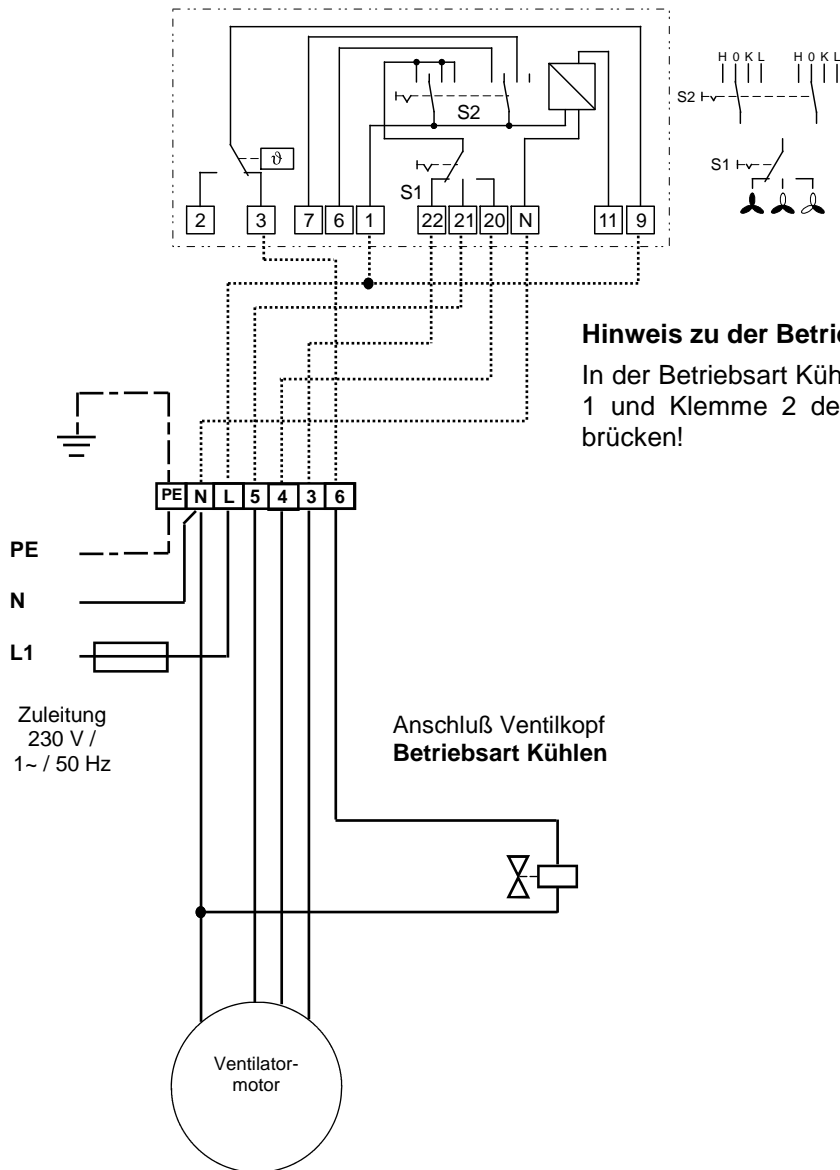 H 0 K L H 0 K L
S2
S2
ϑ
S1
S1
2 3 7 6 1 22 21 20 N 11 9
Hinweis zu der Betrie
In der Betriebsart Küh
1 und Klemme 2 de
brücken!
PE N L 5 4 3 6
PE
N
L1
Zuleitung
230 V /
1~ / 50 Hz
Anschluß Ventilkopf
Betriebsart Kühlen
Ventilator-
motor